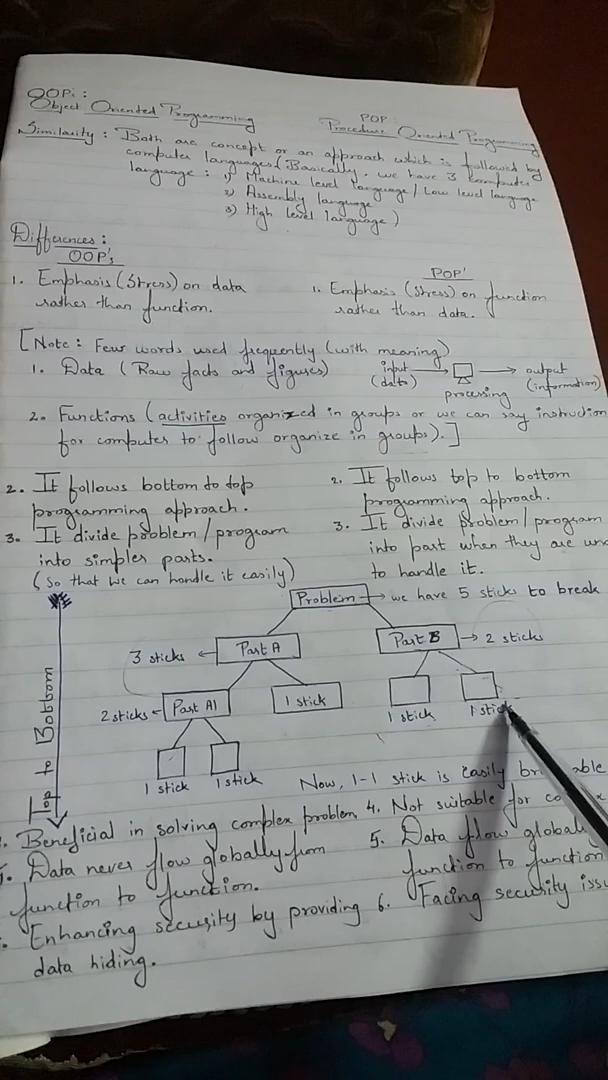 OOPs:
Object Oriented Programming
POP
Procedure Oriented Programming
Similarity: Both are concept or an approach which is followed by
computer languages (Basically, we have 3 computer
language: 1) Machine level language / Low level language
2) Assembly language
3) High level language)
Differences:
OOP's
POP'
1. Emphasis (Stress) on data
rather than function.
1. Emphasis (Stress) on function
rather than data.
[Note: Few words used frequently (with meaning)
1. Data (Raw facts and figures)
input
(data)
processing
output
(information)
2. Functions (activities organized in groups or we can say instruction
for computer to follow organize in groups).]
2. It follows bottom to top
programming approach.
2. It follows top to bottom
programming approach.
3. It divide problem/program
into simpler parts.
(So that we can handle it easily)
3. It divide problem/program
into part when they are
to handle it.
Problem → we have 5 sticks to break
3 sticks ← Part A
Part B → 2 sticks
2 sticks ← Part A1
1 stick
1 stick
1 stick
1 stick
1 stick
Top to Bottom
Now, 1-1 stick is easily
. Beneficial in solving complex problem
4. Not suitable for
5. Data never flow globally from
function to function.
5. Data flow
function to function
. Enhancing security by providing
data hiding.
6. Facing security